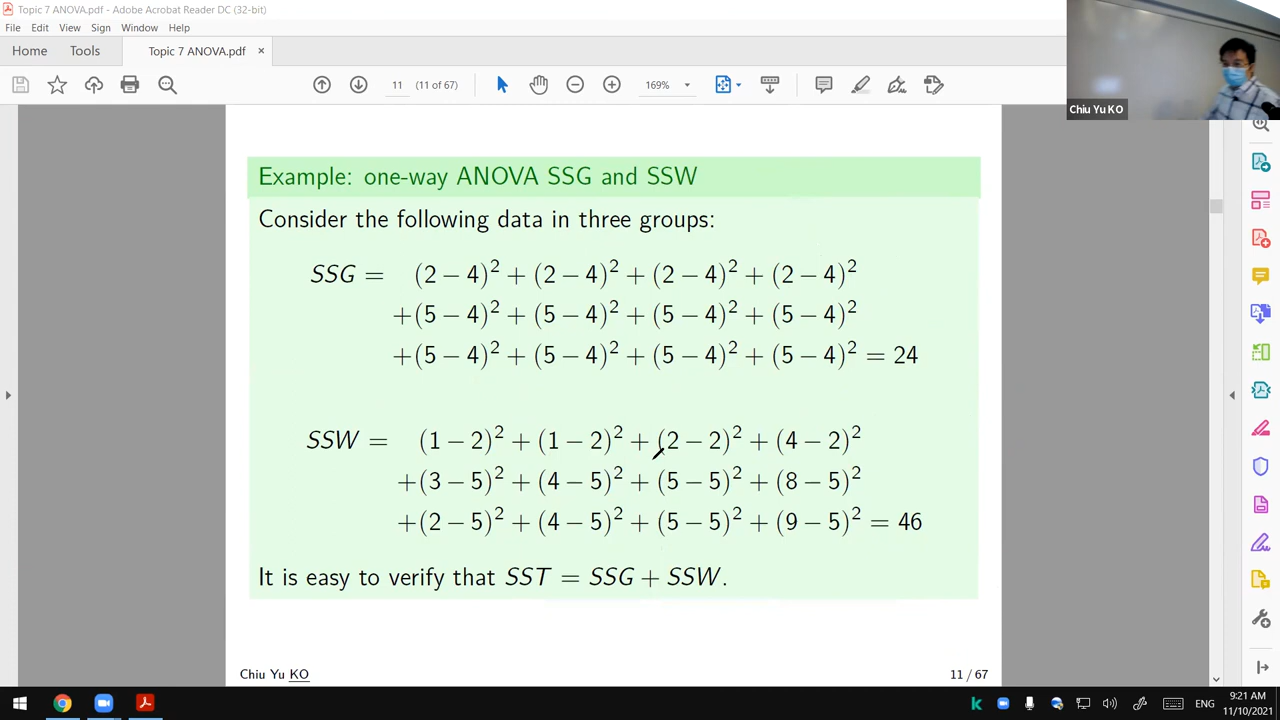 Topic 7 ANOVA.pdf - Adobe Acrobat Reader DC (32-bit)
File Edit View Sign Window Help
Home Tools Topic 7 ANOVA.pdf ×
11 (11 of 67) 169%
Chiu Yu KO
Example: one-way ANOVA SSG and SSW
Consider the following data in three groups:
SSG = (2 − 4)² + (2 − 4)² + (2 − 4)² + (2 − 4)²
+(5 − 4)² + (5 − 4)² + (5 − 4)² + (5 − 4)²
+(5 − 4)² + (5 − 4)² + (5 − 4)² + (5 − 4)² = 24
SSW = (1 − 2)² + (1 − 2)² + (2 − 2)² + (4 − 2)²
+(3 − 5)² + (4 − 5)² + (5 − 5)² + (8 − 5)²
+(2 − 5)² + (4 − 5)² + (5 − 5)² + (9 − 5)² = 46
It is easy to verify that SST = SSG + SSW.
Chiu Yu KO 11 / 67
ENG
9:21 AM
11/10/2021